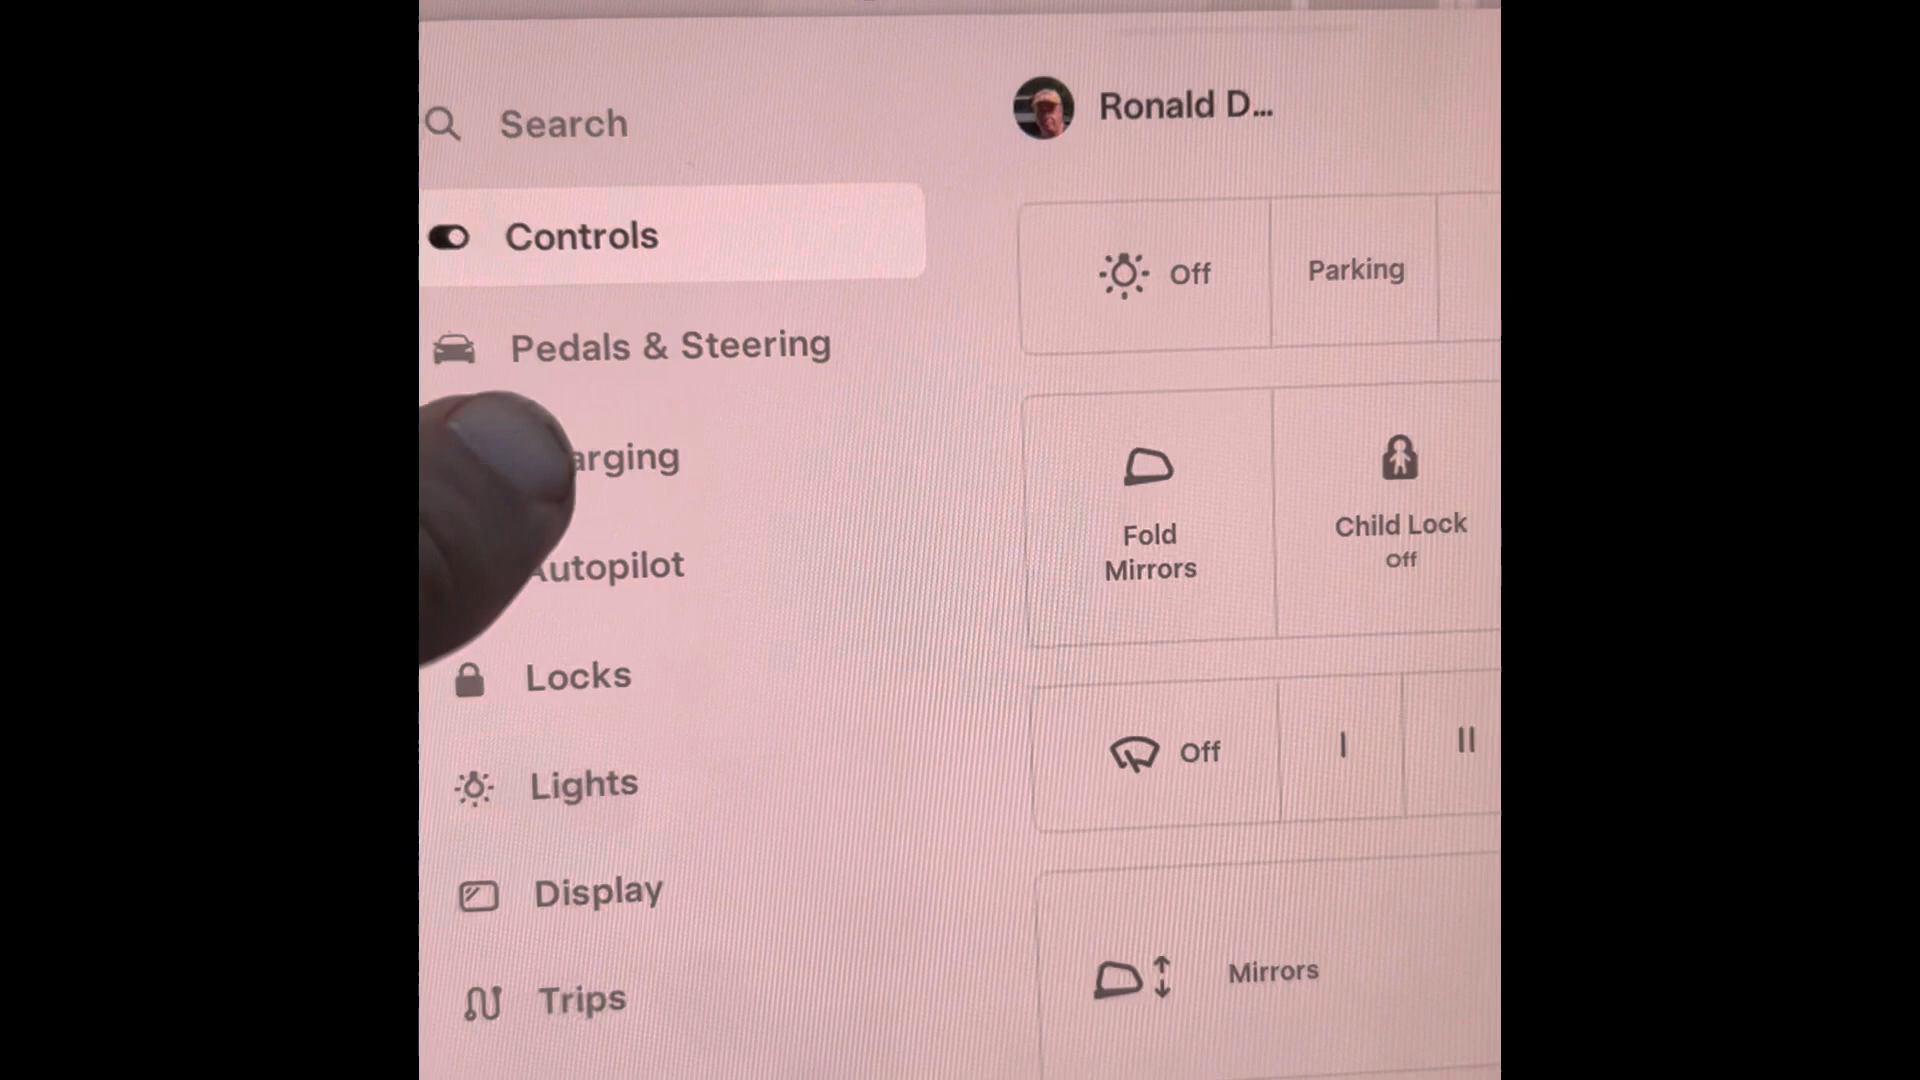 Search
Controls
Pedals & Steering
arging
Autopilot
Locks
Lights
Display
Trips
Ronald D...
Off
Parking
Fold
Mirrors
Child Lock
Off
Off
I
II
Mirrors